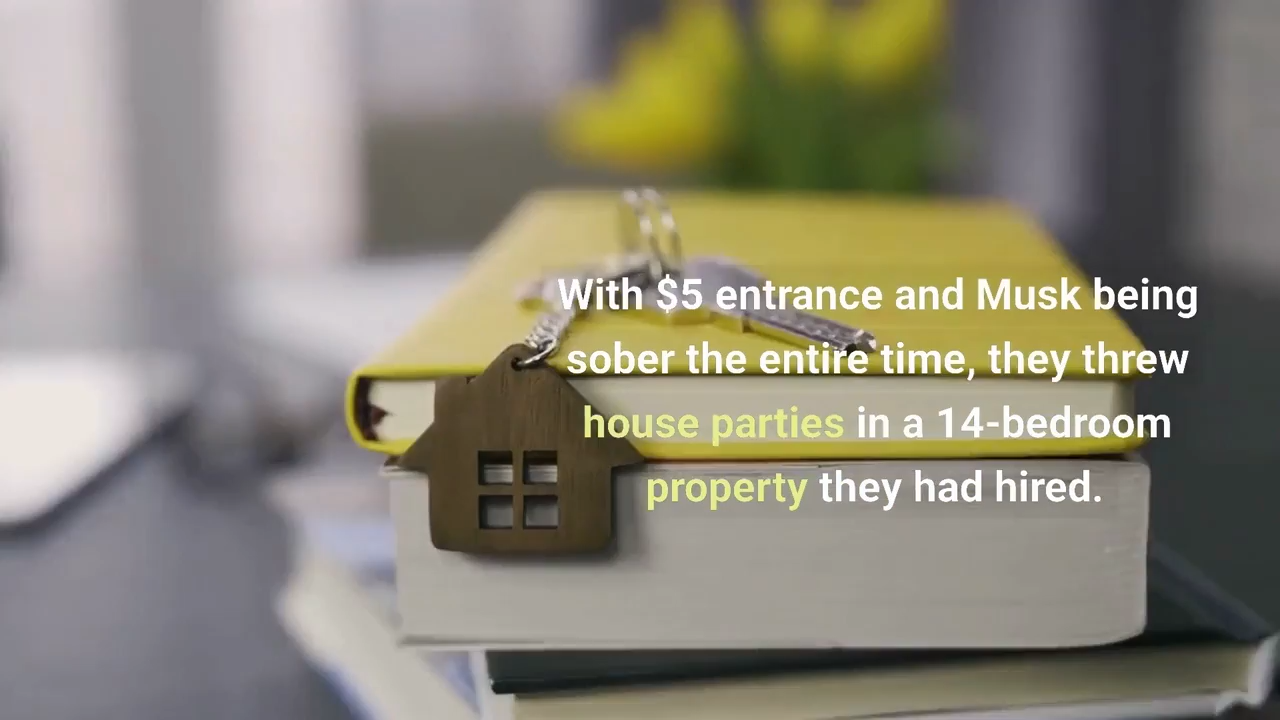 With $5 entrance and Musk being
sober the entire time, they threw
house parties in a 14-bedroom
property they had hired.